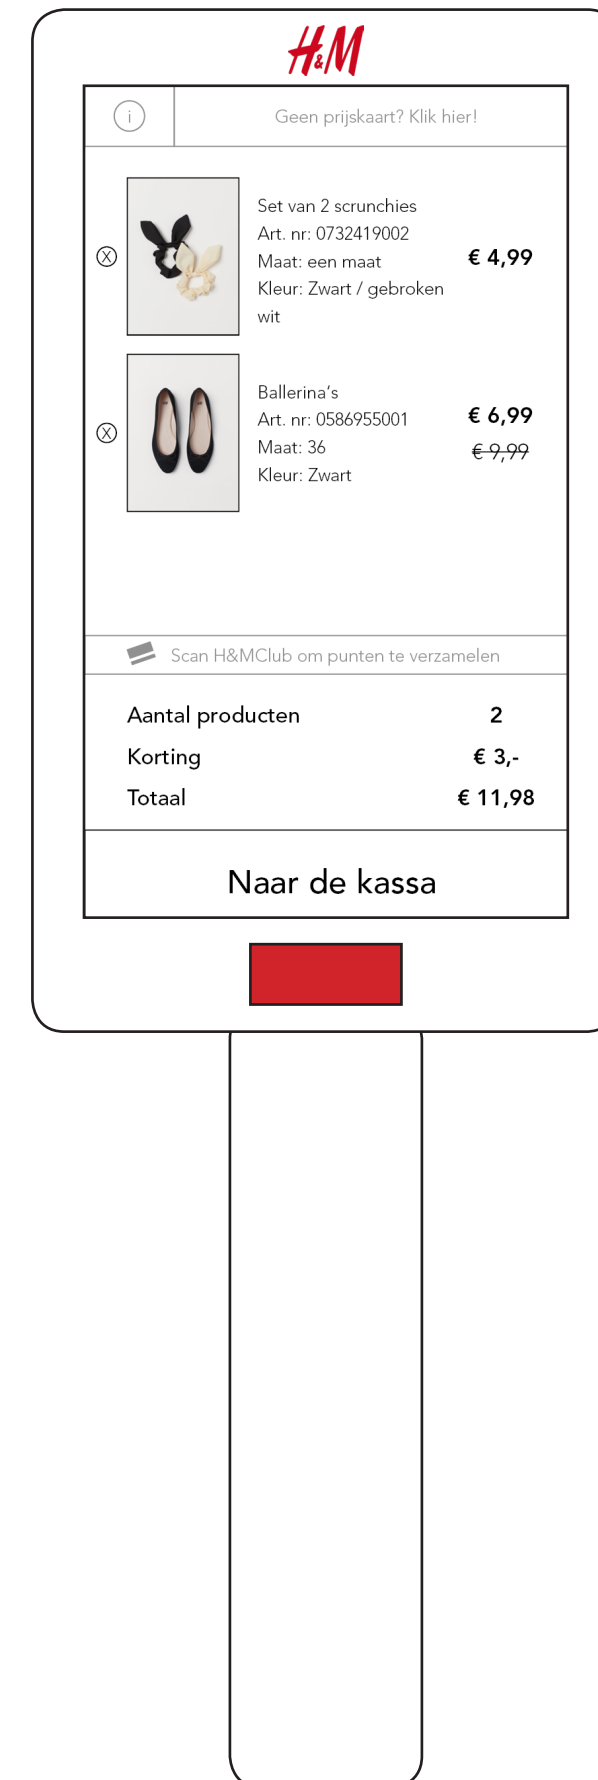 H&M
i
Geen prijskaart? Klik hier!
Set van 2 scrunchies
Art. nr: 0732419002
Maat: een maat
Kleur: Zwart / gebroken
wit
X
€ 4,99
Ballerina’s
Art. nr: 0586955001
Maat: 36
Kleur: Zwart
X
€ 6,99
€ 9,99
Scan H&MClub om punten te verzamelen
Aantal producten 2
Korting € 3,-
Totaal € 11,98
Naar de kassa